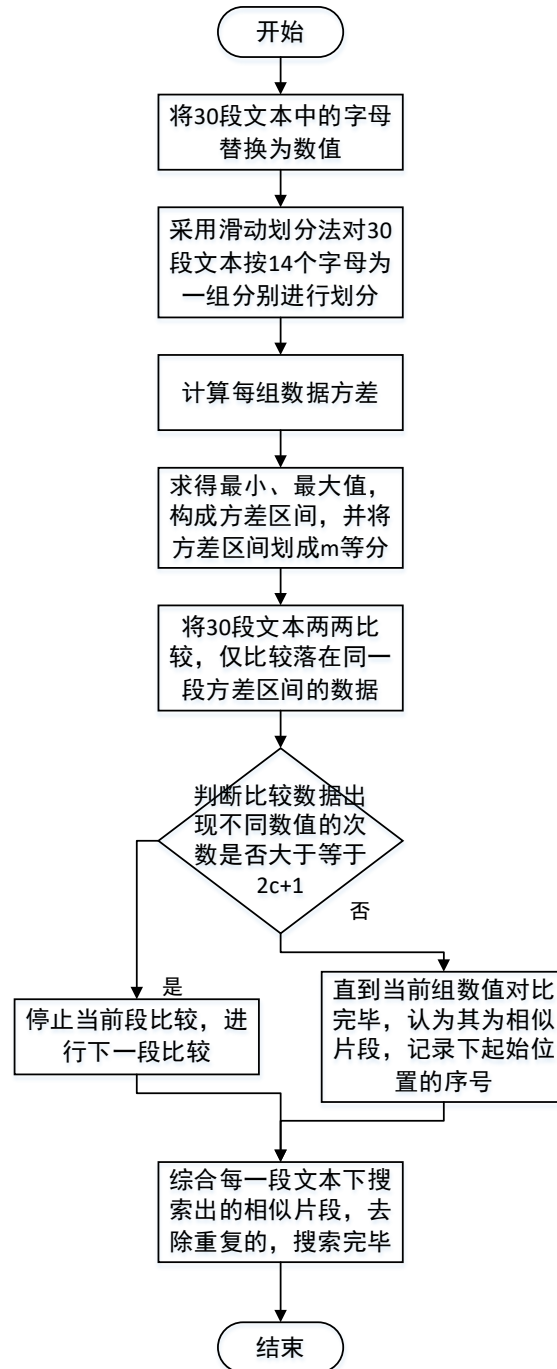 开始
将30段文本中的字母
替换为数值
采用滑动划分法对30
段文本按14个字母为
一组分别进行划分
计算每组数据方差
求得最小、最大值，
构成方差区间，并将
方差区间划成m等分
将30段文本两两比
较，仅比较落在同一
段方差区间的数据
判断比较数据出
现不同数值的次
数是否大于等于
2c+1
否
是
停止当前段比较，进
行下一段比较
直到当前组数值对比
完毕，认为其为相似
片段，记录下起始位
置的序号
综合每一段文本下搜
索出的相似片段，去
除重复的，搜索完毕
结束